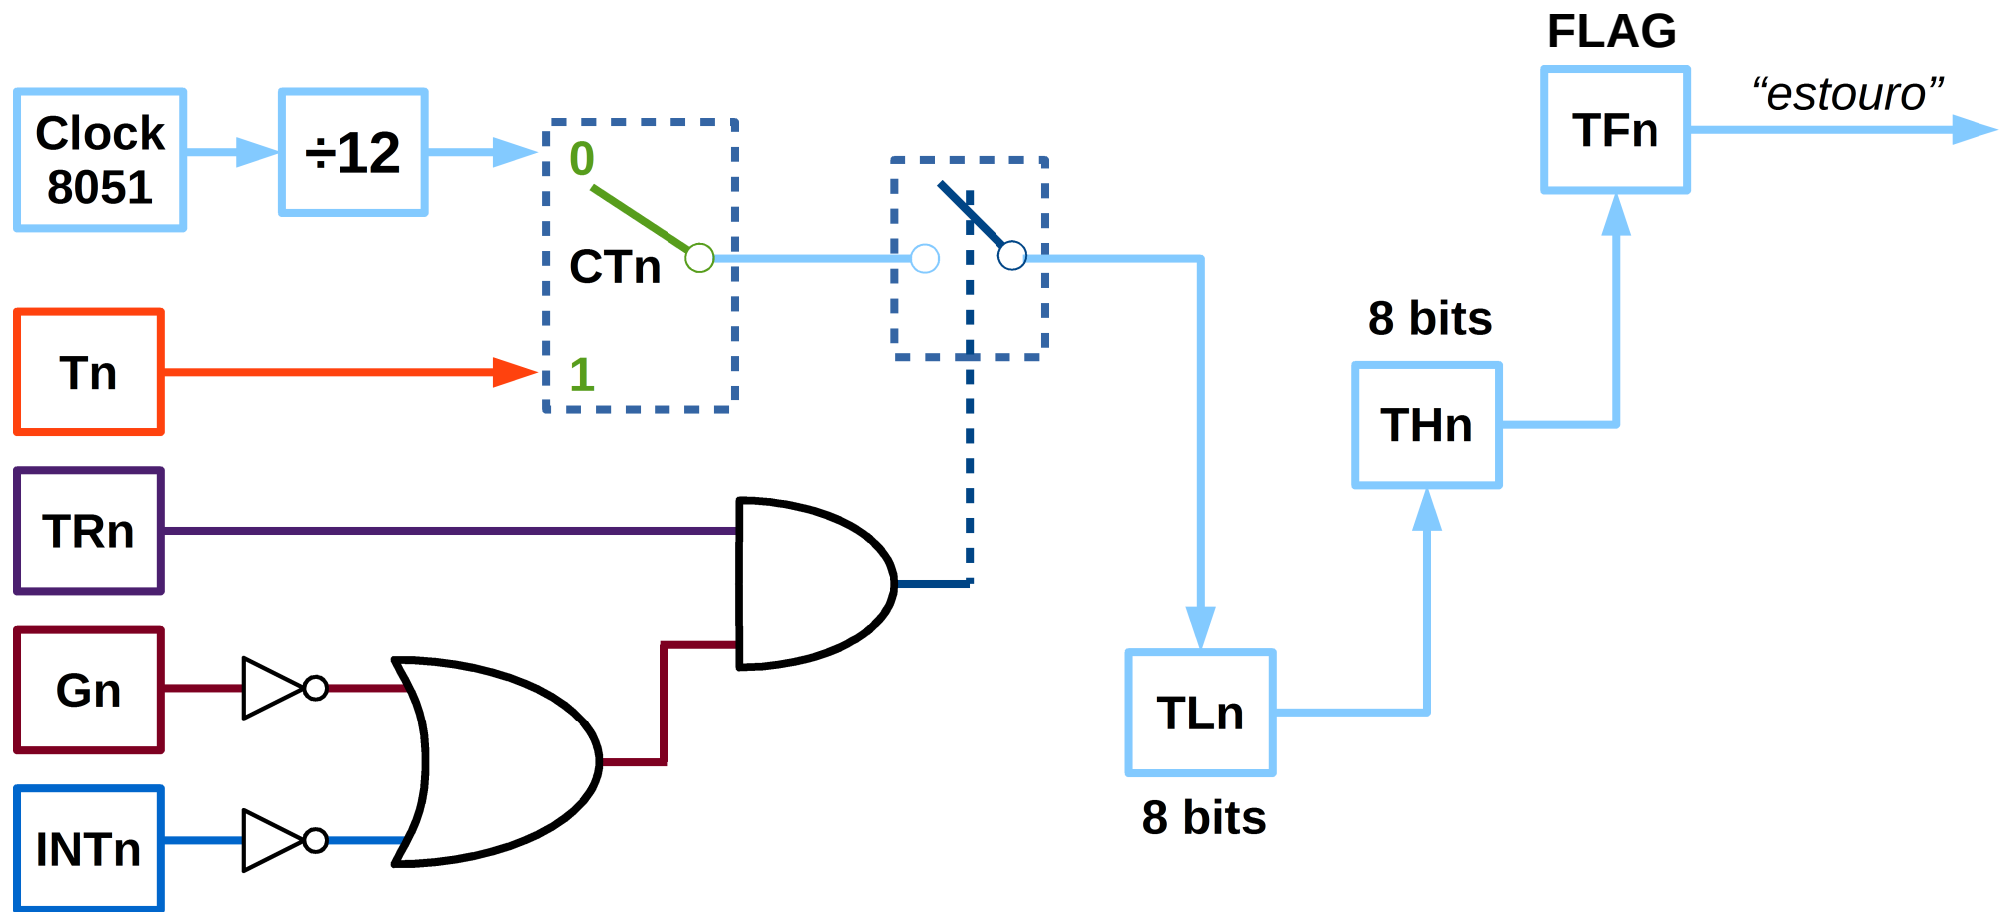 FLAG
Clock
8051
÷12
0
CTn
1
TFn
“estouro”
Tn
8 bits
THn
TRn
Gn
TLn
8 bits
INTn